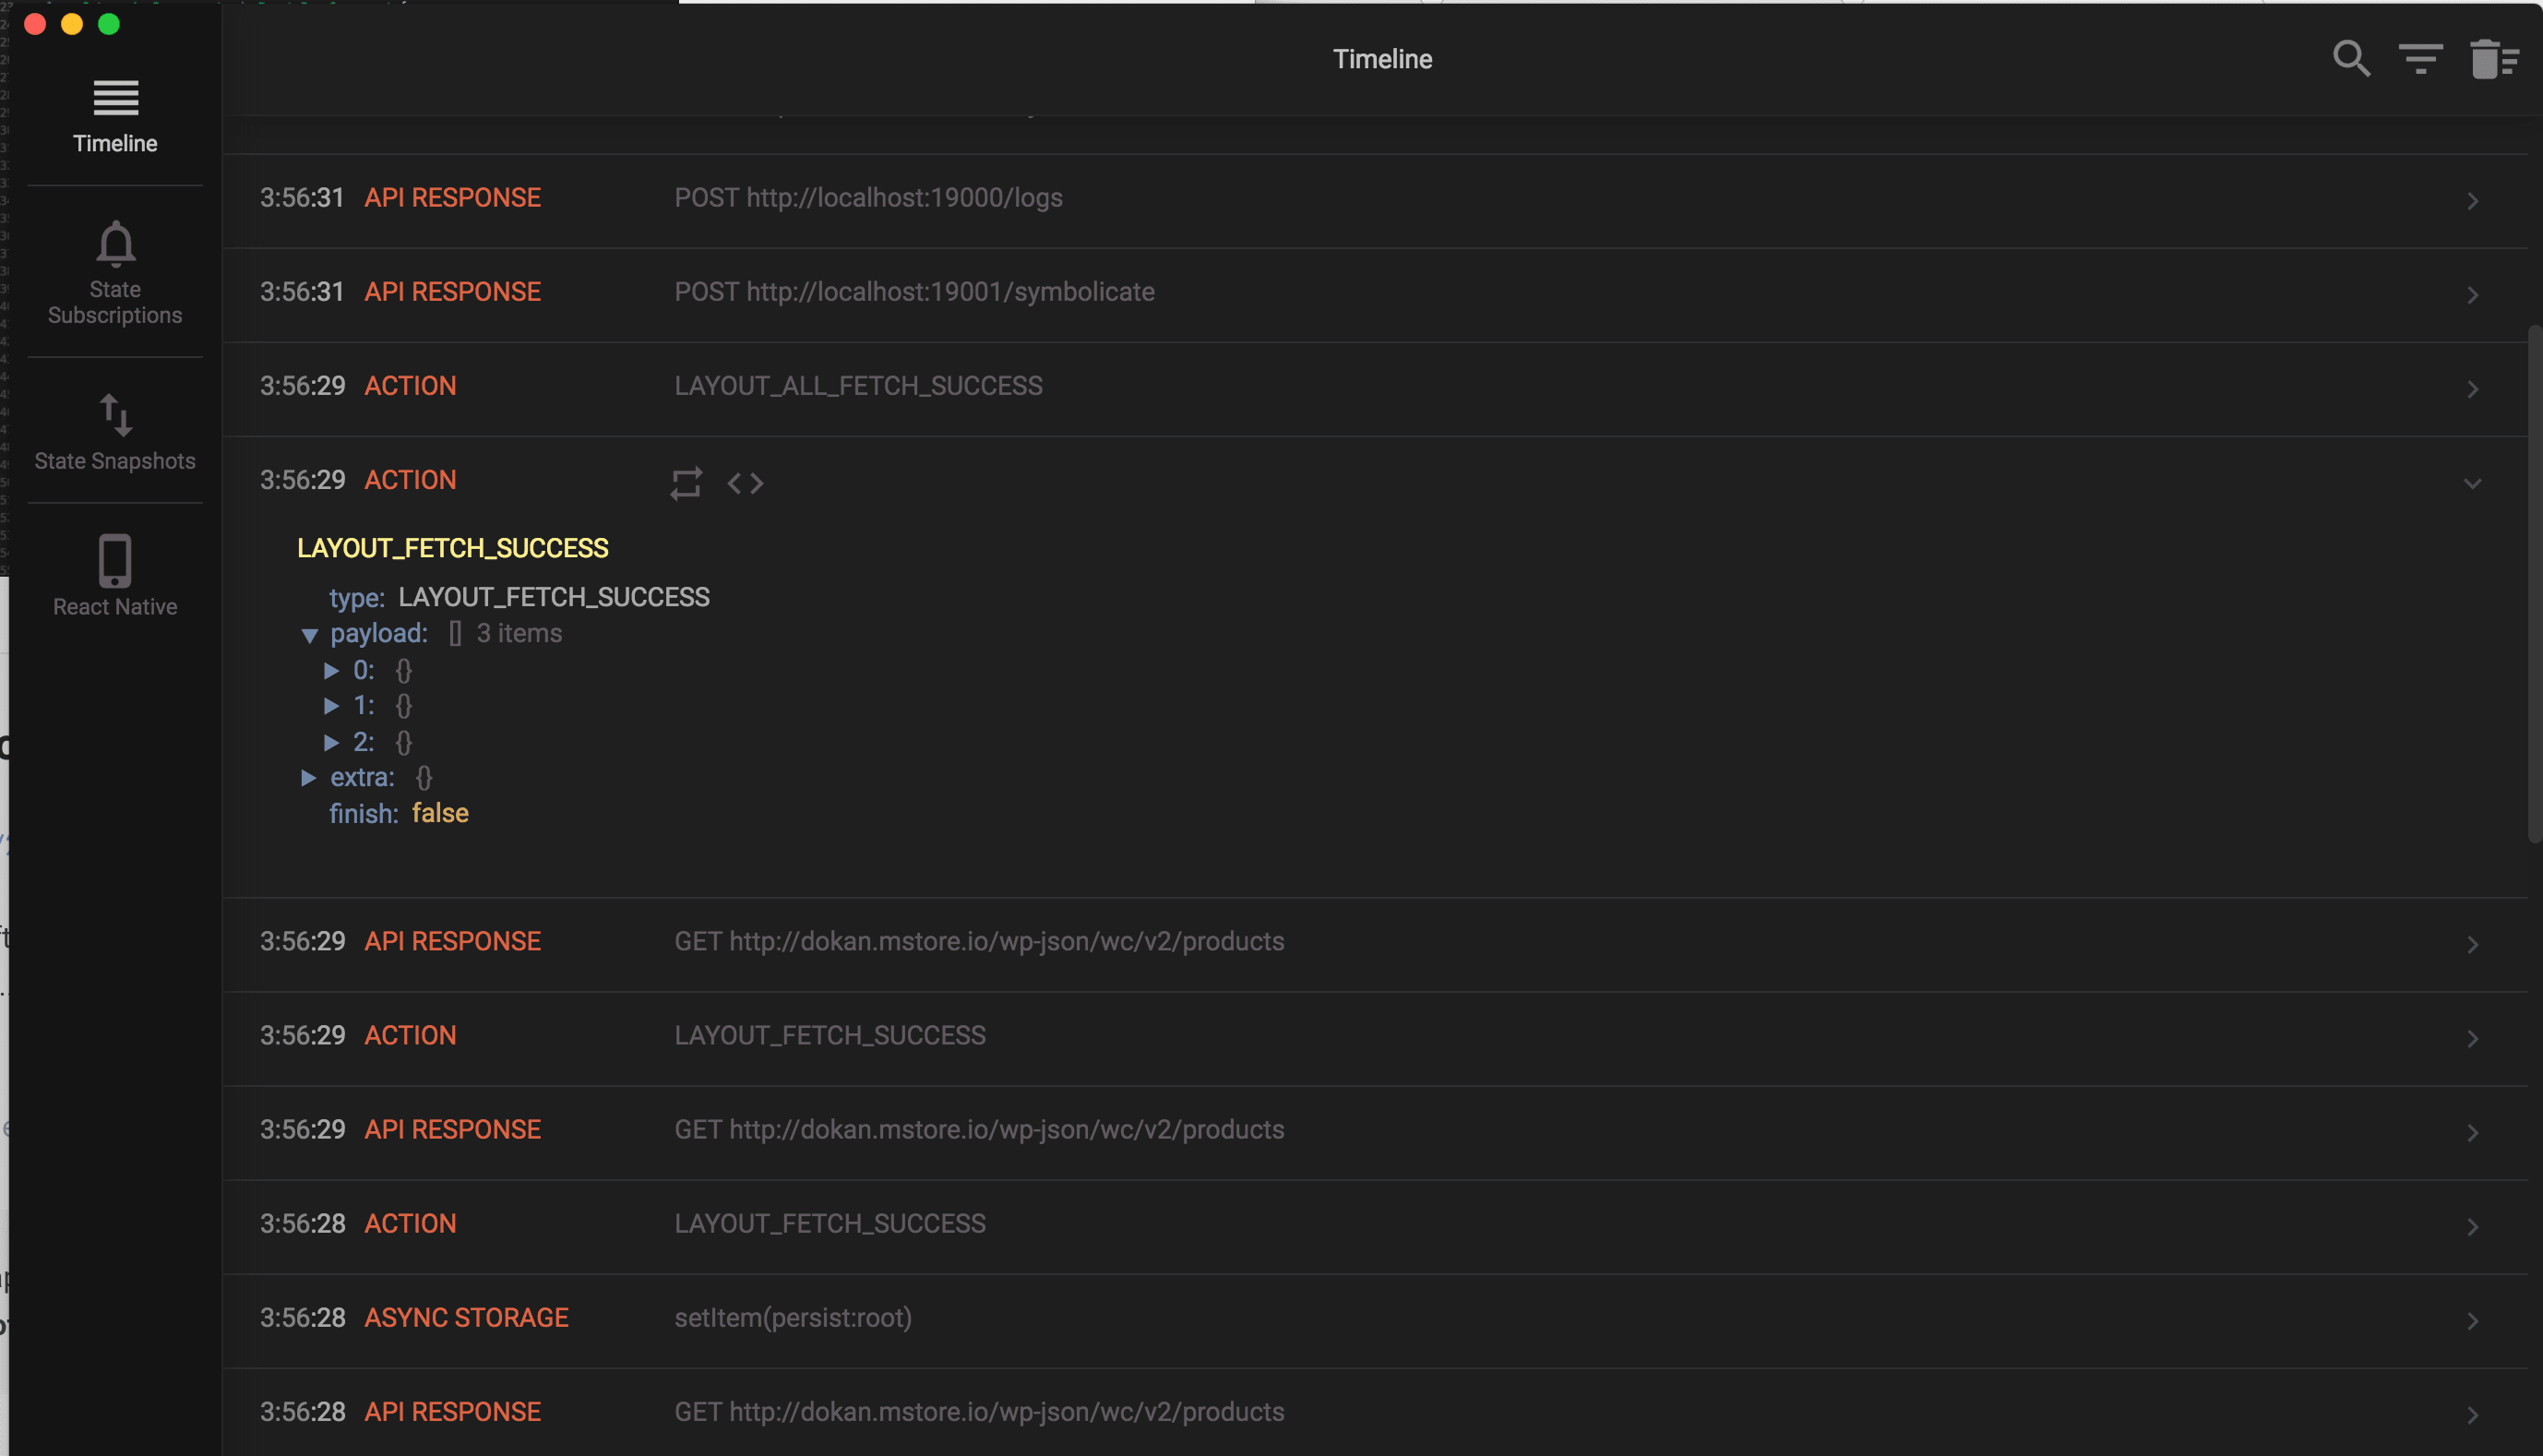 Timeline
Timeline
State
Subscriptions
State Snapshots
React Native
3:56:31 API RESPONSE POST http://localhost:19000/logs
3:56:31 API RESPONSE POST http://localhost:19001/symbolicate
3:56:29 ACTION LAYOUT_ALL_FETCH_SUCCESS
3:56:29 ACTION
LAYOUT_FETCH_SUCCESS
type: LAYOUT_FETCH_SUCCESS
payload: [] 3 items
0: {}
1: {}
2: {}
extra: {}
finish: false
3:56:29 API RESPONSE GET http://dokan.mstore.io/wp-json/wc/v2/products
3:56:29 ACTION LAYOUT_FETCH_SUCCESS
3:56:29 API RESPONSE GET http://dokan.mstore.io/wp-json/wc/v2/products
3:56:28 ACTION LAYOUT_FETCH_SUCCESS
3:56:28 ASYNC STORAGE setItem(persist:root)
3:56:28 API RESPONSE GET http://dokan.mstore.io/wp-json/wc/v2/products